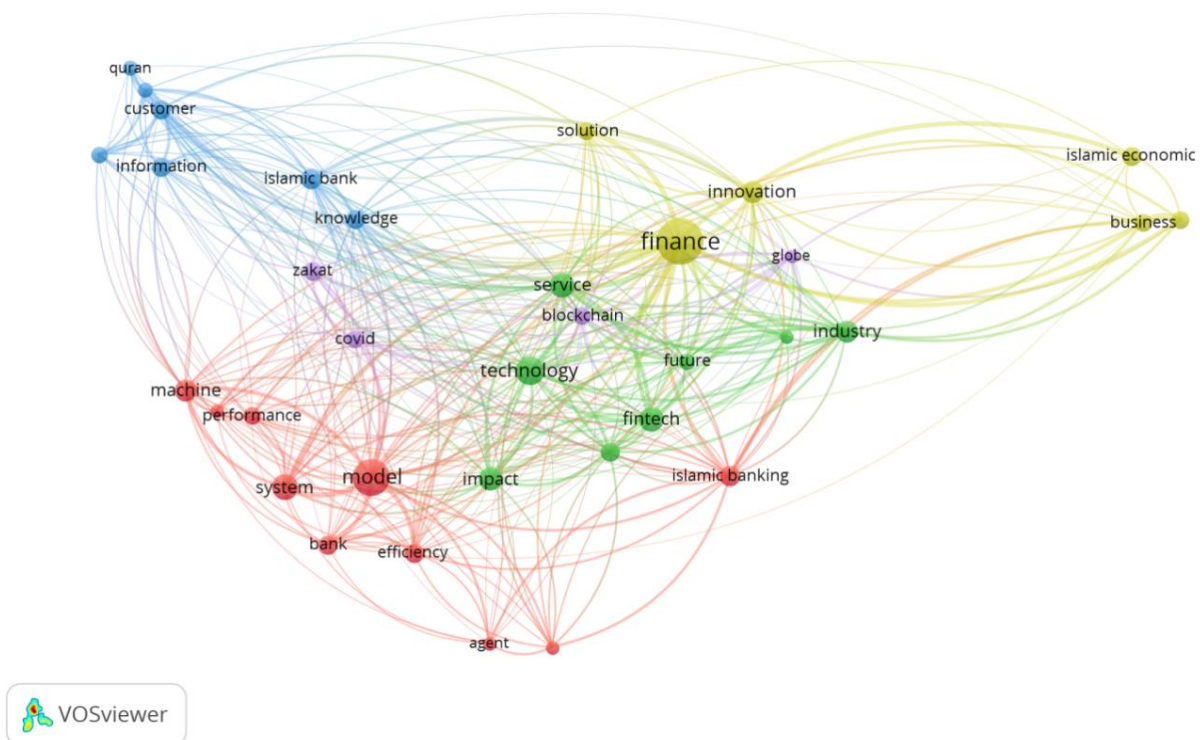 quran
customer
information
islamic bank
knowledge
solution
innovation
islamic economic
business
finance
globe
zakat
service
blockchain
covid
industry
future
technology
machine
performance
fintech
model
system
impact
islamic banking
bank
efficiency
agent
VOSviewer